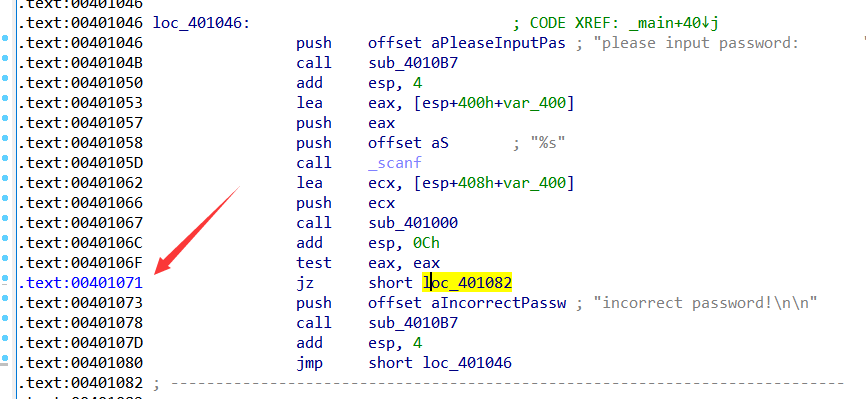 .text:00401046
.text:00401046 loc_401046: ; CODE XREF: _main+40↓j
.text:00401046 push offset aPleaseInputPas ; "please input password: "
.text:0040104B call sub_4010B7
.text:00401050 add esp, 4
.text:00401053 lea eax, [esp+400h+var_400]
.text:00401057 push eax
.text:00401058 push offset aS ; "%s"
.text:0040105D call _scanf
.text:00401062 lea ecx, [esp+408h+var_400]
.text:00401066 push ecx
.text:00401067 call sub_401000
.text:0040106C add esp, 0Ch
.text:0040106F test eax, eax
.text:00401071 jz short loc_401082
.text:00401073 push offset aIncorrectPassw ; "incorrect password!\n\n"
.text:00401078 call sub_4010B7
.text:0040107D add esp, 4
.text:00401080 jmp short loc_401046
.text:00401082 ; ---------------------------------------------------------------------------